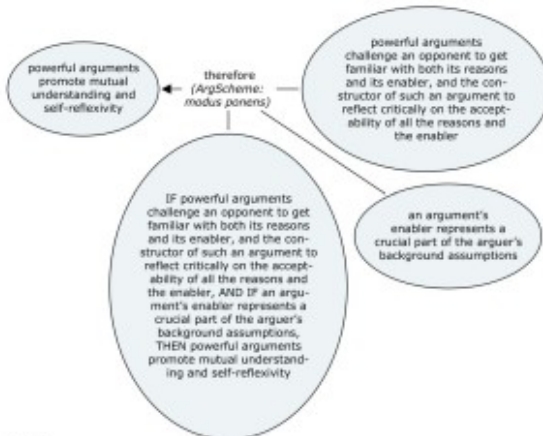 powerful arguments
promote mutual
understanding and
self-reflexivity
therefore
(ArgScheme:
modus ponens)
powerful arguments
challenge an opponent to get
familiar with both its reasons
and its enabler, and the con-
structor of such an argument to
reflect critically on the accept-
ability of all the reasons and
the enabler
an argument's
enabler represents a
crucial part of the arguer's
background assumptions
IF powerful arguments
challenge an opponent to get
familiar with both its reasons
and its enabler, and the con-
structor of such an argument to
reflect critically on the accept-
ability of all the reasons and
the enabler, AND IF an argu-
ment's enabler represents a
crucial part of the arguer's
background assumptions,
THEN powerful arguments
promote mutual understand-
ing and self-reflexivity